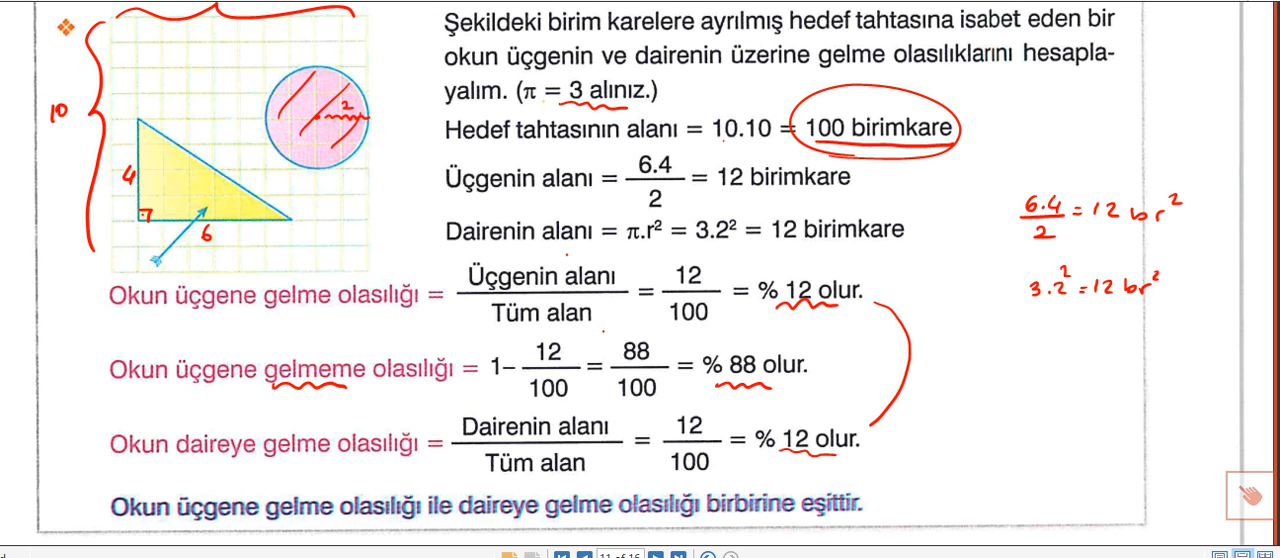 Şekildeki birim karelere ayrılmış hedef tahtasına isabet eden bir
okun üçgenin ve dairenin üzerine gelme olasılıklarını hesapla-
yalım. (π = 3 alınız.)
Hedef tahtasının alanı = 10.10 = 100 birimkare
Üçgenin alanı = 6.4 / 2 = 12 birimkare
Dairenin alanı = π.r² = 3.2² = 12 birimkare
10
2
4
6
6.4 / 2 = 12 br²
3.2² = 12 br²
Okun üçgene gelme olasılığı = Üçgenin alanı / Tüm alan = 12 / 100 = % 12 olur.
Okun üçgene gelmeme olasılığı = 1– 12 / 100 = 88 / 100 = % 88 olur.
Okun daireye gelme olasılığı = Dairenin alanı / Tüm alan = 12 / 100 = % 12 olur.
Okun üçgene gelme olasılığı ile daireye gelme olasılığı birbirine eşittir.
11 of 16